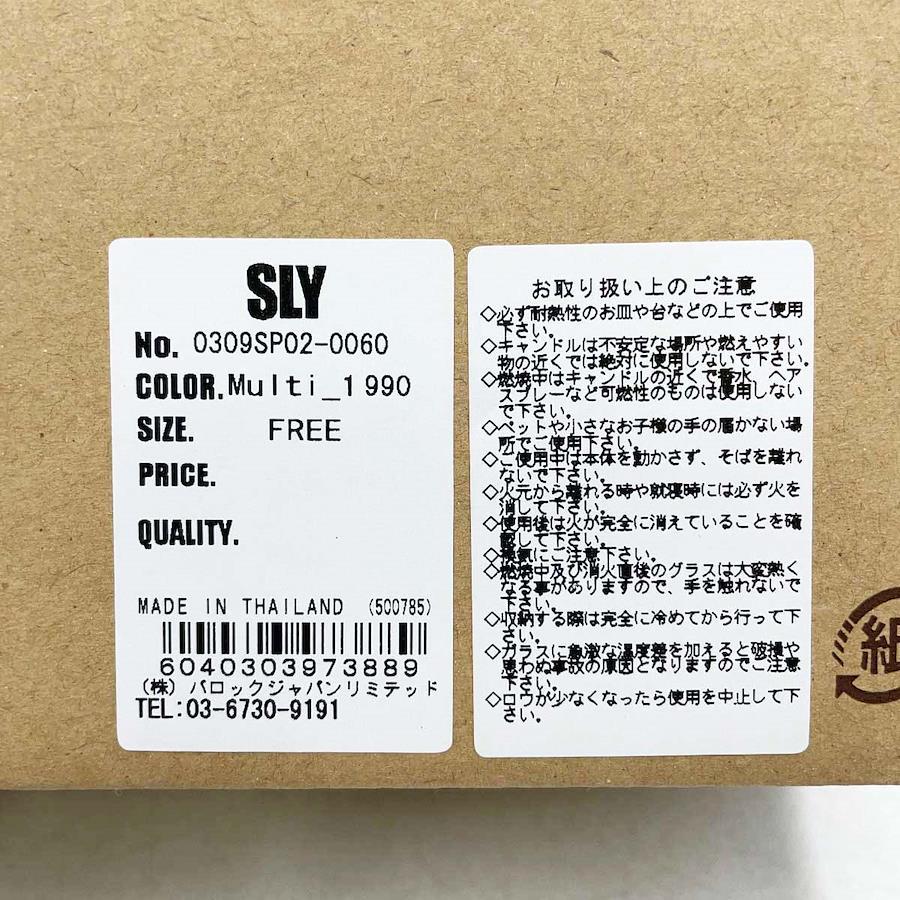 SLY
No. 0309SP02-0060
COLOR. Multi_1990
SIZE. FREE
PRICE.
QUALITY.
MADE IN THAILAND (500785)
6040303973889
(株) バロックジャパンリミテッド
TEL:03-6730-9191
お取り扱い上のご注意
◇必ず耐熱性のお皿や台などの上でご使用
下さい。
◇キャンドルは不安定な場所や燃えやすい
物の近くでは絶対に使用しないで下さい。
◇燃焼中はキャンドルの近くで香水、ヘア
スプレーなど可燃性のものは使用しない
で下さい。
◇ペットや小さなお子様の手の届かない場
所でご使用下さい。
◇ご使用中は本体を動かさず、そばを離れ
ないで下さい。
◇火元から離れる時や就寝時には必ず火を
消して下さい。
◇使用後は火が完全に消えていることを確
認して下さい。
◇換気にご注意下さい。
◇燃焼中及び消火直後のグラスは大変熱く
なる事がありますので、手を触れないで
下さい。
◇収納する際は完全に冷めてから行って下
さい。
◇ガラスに急激な温度差を加えると破損や
思わぬ事故の原因となりますのでご注意
下さい。
◇ロウが少なくなったら使用を中止して下
さい。
紙